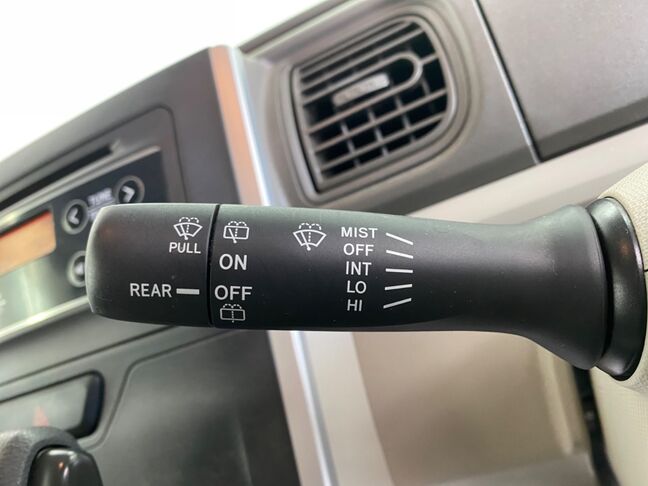 PULL
REAR
ON
OFF
MIST
OFF
INT
LO
HI